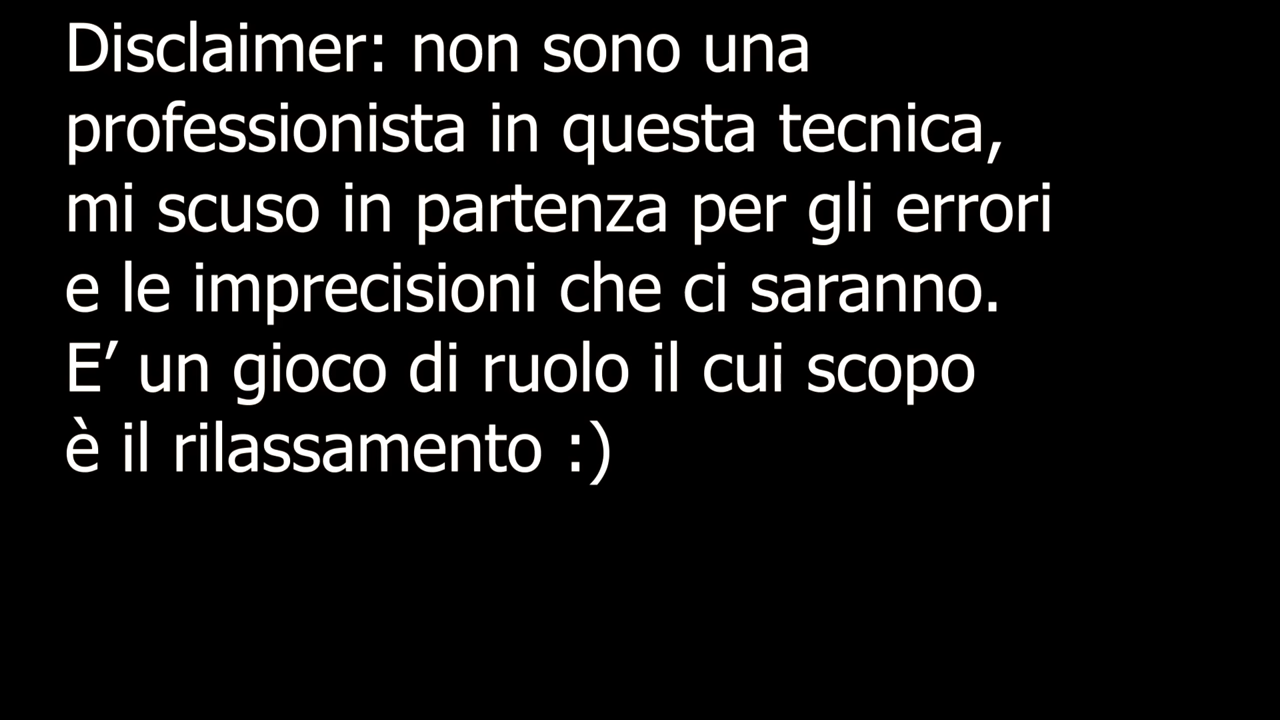 Disclaimer: non sono una
professionista in questa tecnica,
mi scuso in partenza per gli errori
e le imprecisioni che ci saranno.
E’ un gioco di ruolo il cui scopo
è il rilassamento :)